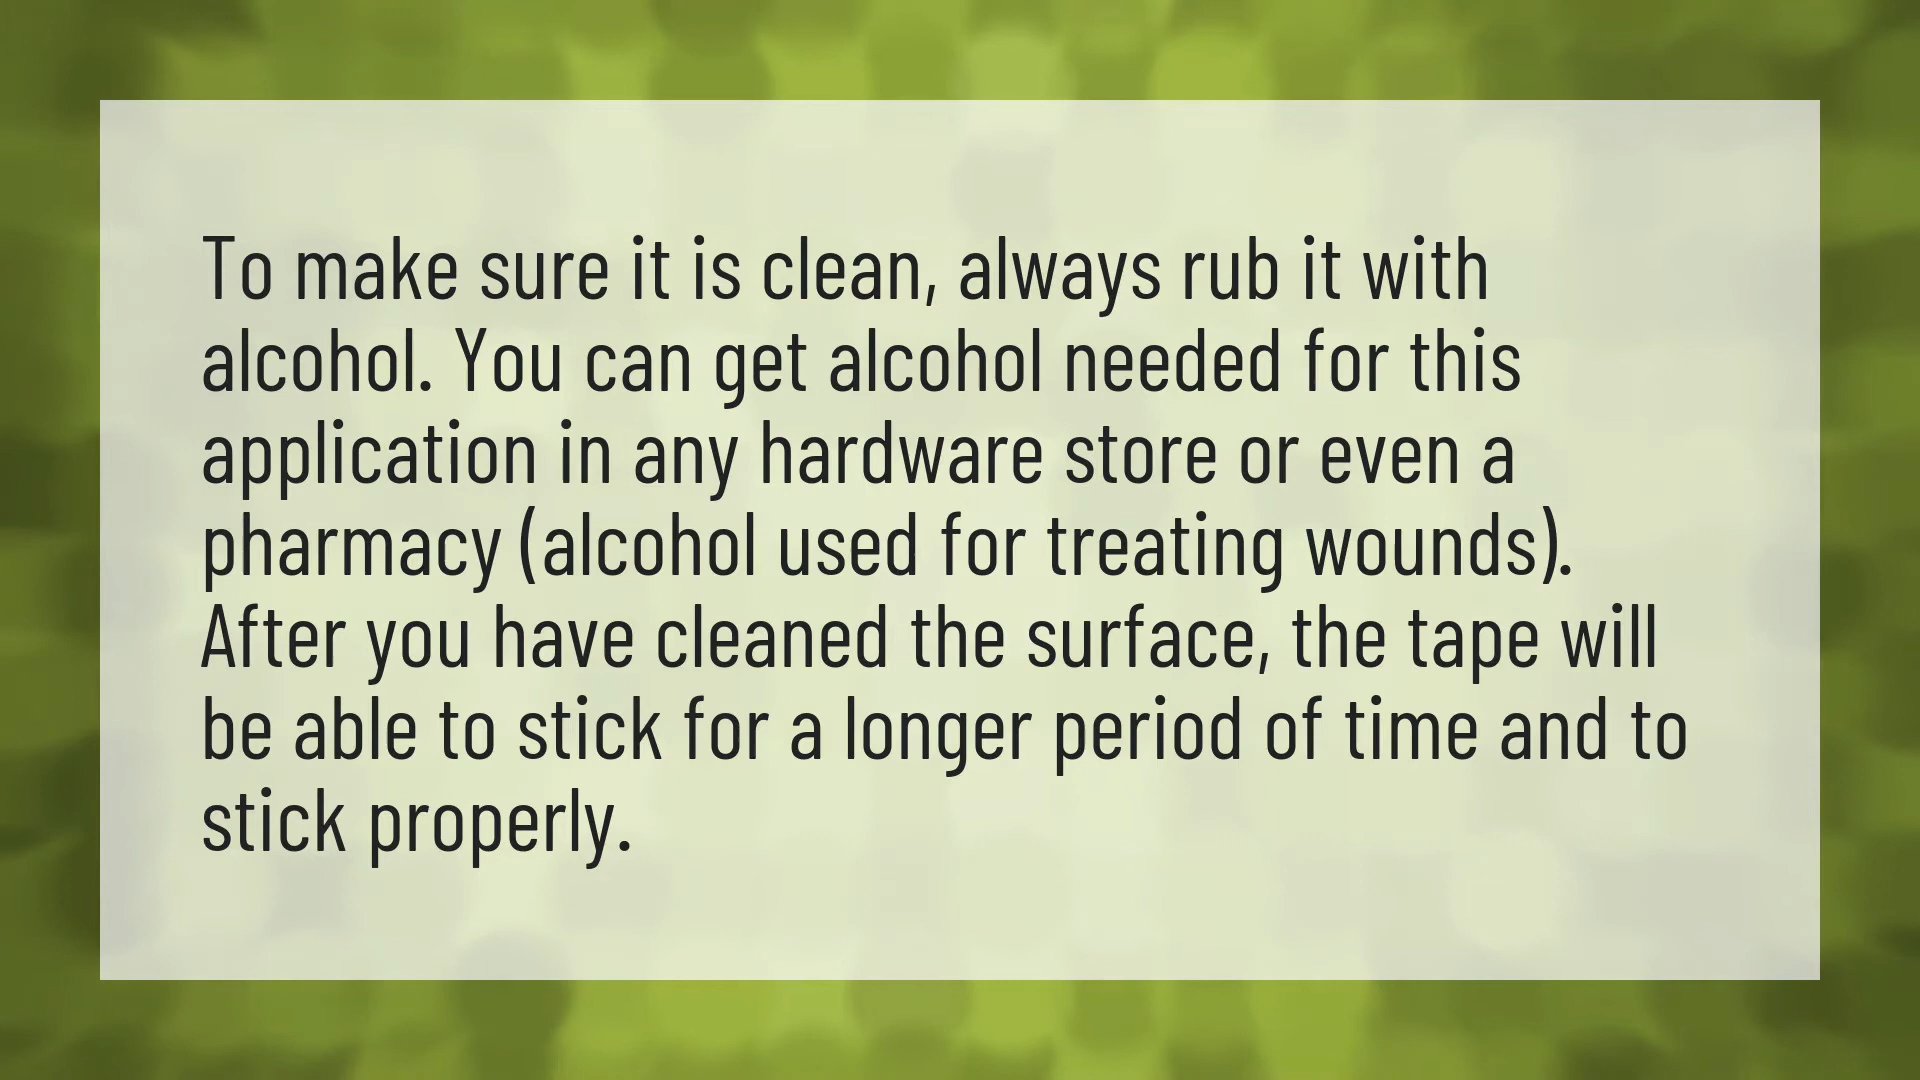 To make sure it is clean, always rub it with
alcohol. You can get alcohol needed for this
application in any hardware store or even a
pharmacy (alcohol used for treating wounds).
After you have cleaned the surface, the tape will
be able to stick for a longer period of time and to
stick properly.